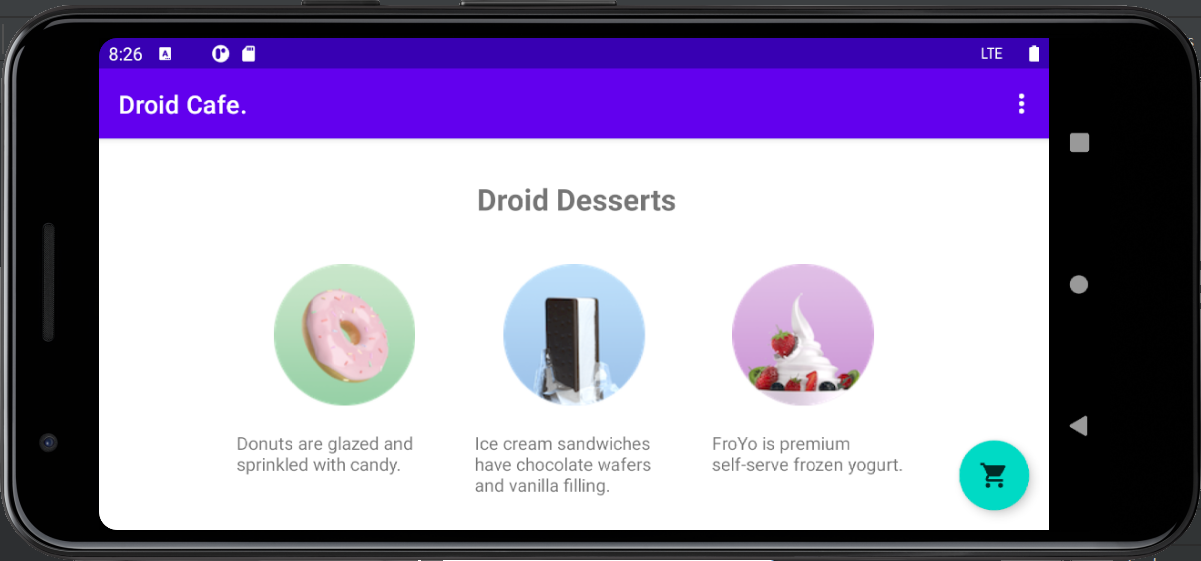 8:26
LTE
Droid Cafe.
Droid Desserts
Donuts are glazed and
sprinkled with candy.
Ice cream sandwiches
have chocolate wafers
and vanilla filling.
FroYo is premium
self-serve frozen yogurt.